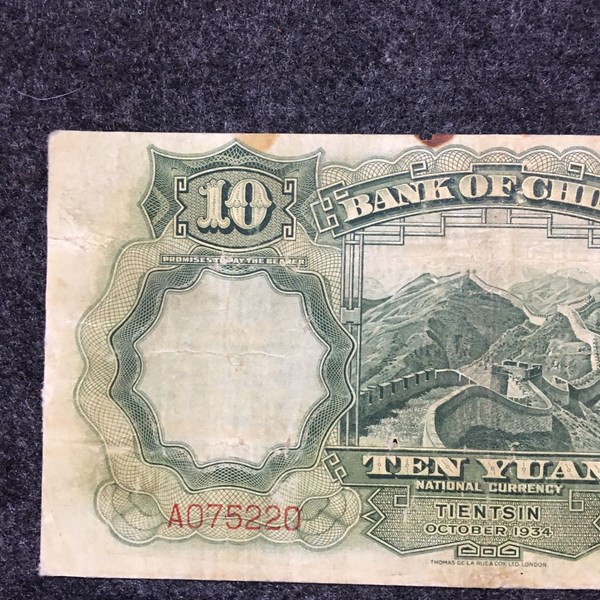 10
BANK OF CHI
PROMISES TO PAY THE BEARER
TEN YUAN
NATIONAL CURRENCY
A075220
TIENTSIN
OCTOBER 1934
THOMAS DE LA RUE & COY. LTD. LONDON.